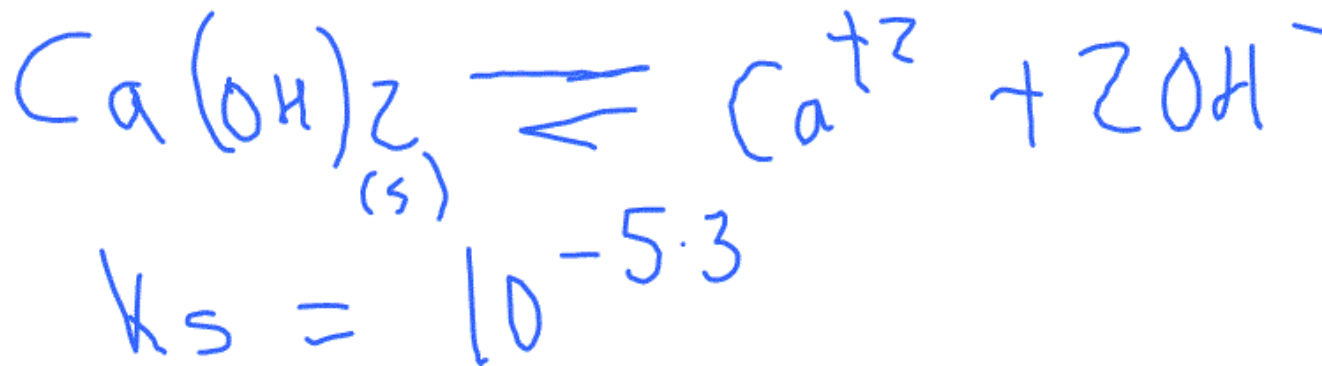 Ca(OH)₂(s) ⇌ Ca⁺² + 2OH⁻
Ks = 10⁻⁵·³